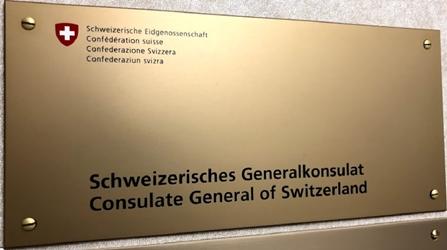 Schweizerische Eidgenossenschaft
Confédération suisse
Confederazione Svizzera
Confederaziun svizra
Schweizerisches Generalkonsulat
Consulate General of Switzerland